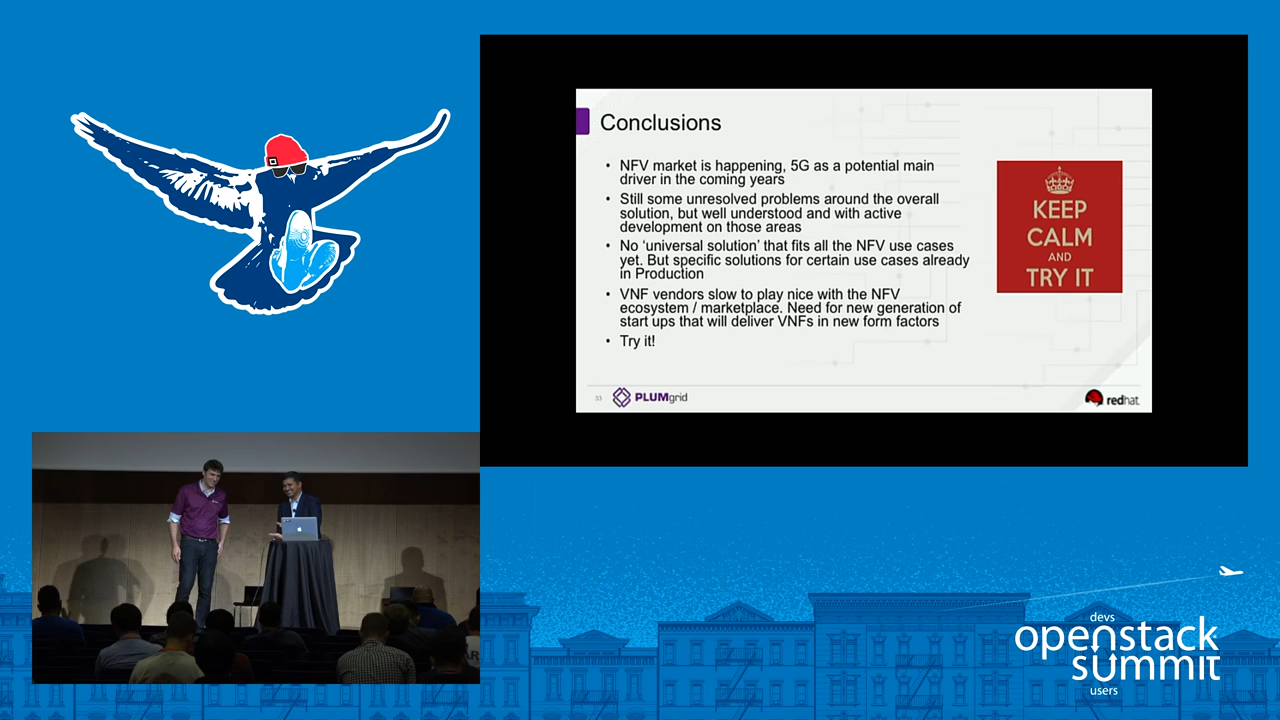 Conclusions
• NFV market is happening, 5G as a potential main
driver in the coming years
• Still some unresolved problems around the overall
solution, but well understood and with active
development on those areas
• No ‘universal solution’ that fits all the NFV use cases
yet. But specific solutions for certain use cases already
in Production
• VNF vendors slow to play nice with the NFV
ecosystem / marketplace. Need for new generation of
start ups that will deliver VNFs in new form factors
• Try it!
KEEP
CALM
AND
TRY IT
33
PLUMgrid
redhat.
devs
openstack
summit
users